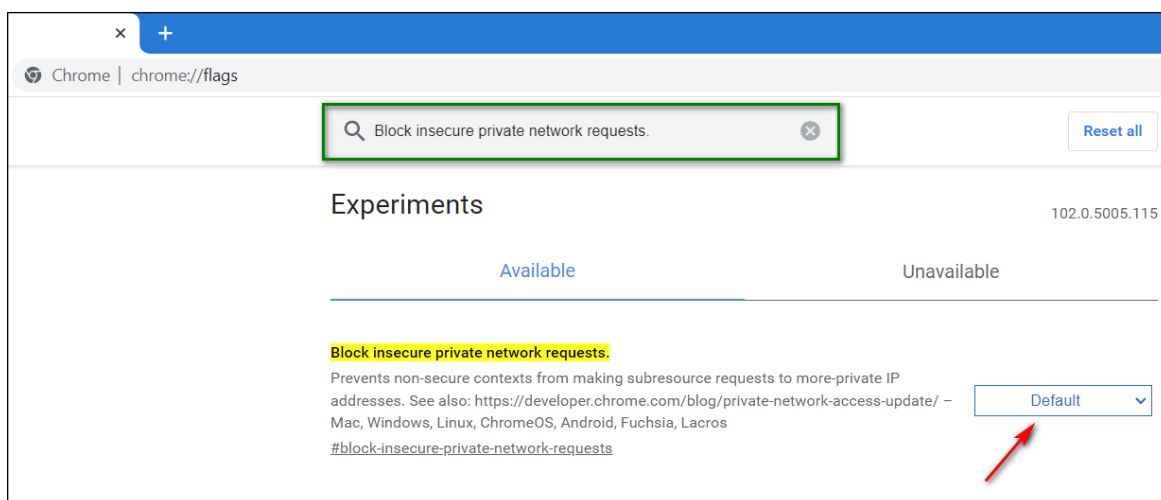 Chrome | chrome://flags
Block insecure private network requests.
Reset all
Experiments
102.0.5005.115
Available
Unavailable
Block insecure private network requests.
Prevents non-secure contexts from making subresource requests to more-private IP
addresses. See also: https://developer.chrome.com/blog/private-network-access-update/ –
Mac, Windows, Linux, ChromeOS, Android, Fuchsia, Lacros
#block-insecure-private-network-requests
Default